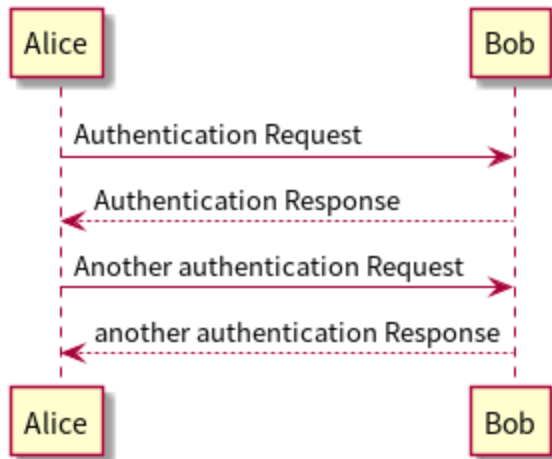 Alice
Bob
Authentication Request
Authentication Response
Another authentication Request
another authentication Response
Alice
Bob